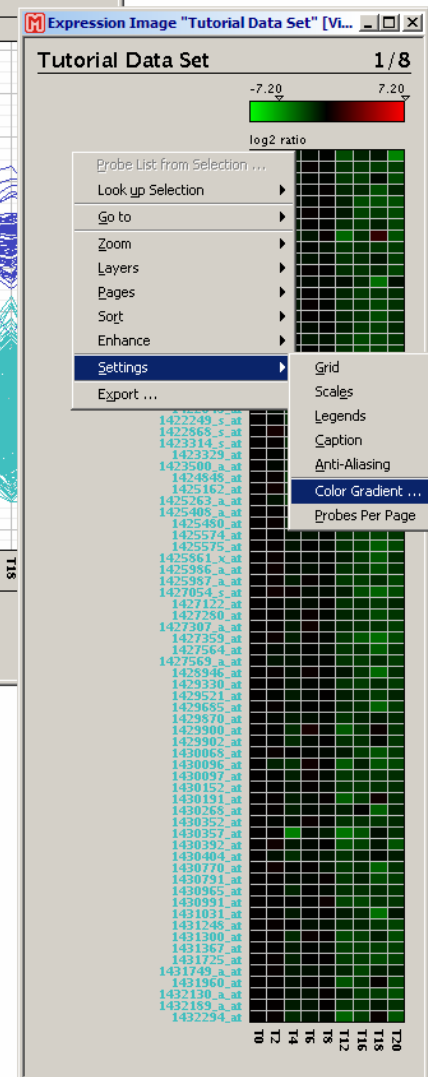 Expression Image "Tutorial Data Set" [Vi...
Tutorial Data Set 1/8
-7.20 7.20
log2 ratio
Probe List from Selection ...
Look up Selection
Go to
Zoom
Layers
Pages
Sort
Enhance
Settings
Export ...
Grid
Scales
Legends
Caption
Anti-Aliasing
Color Gradient ...
Probes Per Page
1422249_s_at
1422868_s_at
1423314_s_at
1423329_at
1423500_a_at
1424848_at
1425162_at
1425263_a_at
1425408_a_at
1425480_at
1425574_at
1425575_at
1425861_x_at
1425986_a_at
1425987_a_at
1427054_s_at
1427122_at
1427280_at
1427307_a_at
1427359_at
1427564_at
1427569_a_at
1428946_at
1429330_at
1429521_at
1429685_at
1429870_at
1429900_at
1429902_at
1430068_at
1430096_at
1430097_at
1430152_at
1430191_at
1430268_at
1430352_at
1430357_at
1430392_at
1430404_at
1430770_at
1430791_at
1430965_at
1430991_at
1431031_at
1431248_at
1431300_at
1431367_at
1431725_at
1431749_a_at
1431960_at
1432130_a_at
1432189_a_at
1432294_at
T0 T2 T4 T6 T8 T12 T16 T18 T20
T18